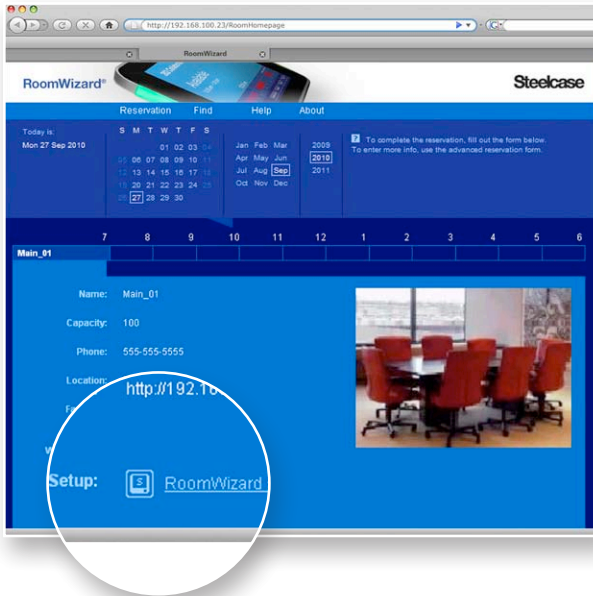 http://192.168.100.23/RoomHomepage
RoomWizard
RoomWizard® Steelcase
Reservation Find Help About
Today is:
Mon 27 Sep 2010
S M T W T F S
01 02 03 04
05 06 07 08 09 10 11
12 13 14 15 16 17 18
19 20 21 22 23 24 25
26 27 28 29 30
Jan Feb Mar
Apr May Jun
Jul Aug Sep
Oct Nov Dec
2009
2010
2011
? To complete the reservation, fill out the form below.
To enter more info, use the advanced reservation form.
7 8 9 10 11 12 1 2 3 4 5 6
Main_01
Name: Main_01
Capacity: 100
Phone: 555-555-5555
Location:
http://192.16
Setup: S RoomWizard